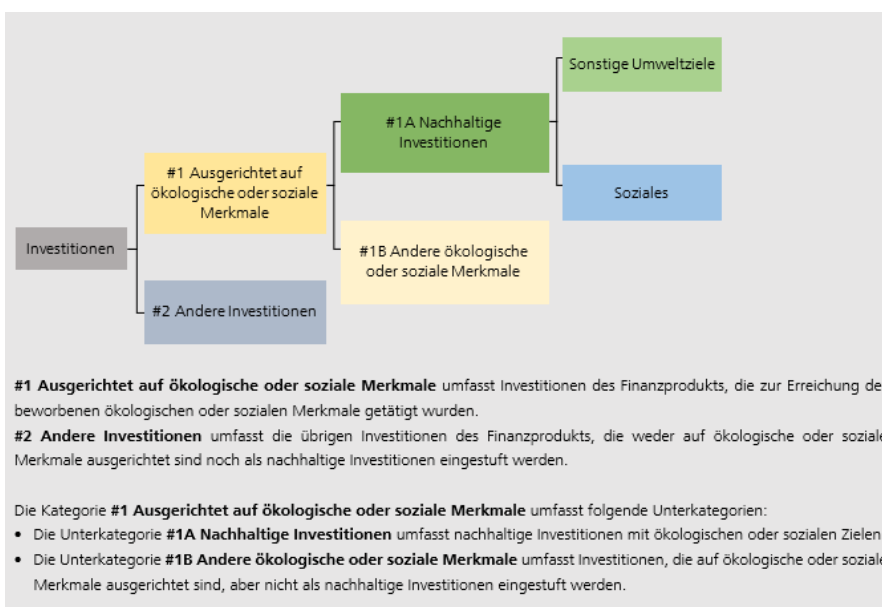 Sonstige Umweltziele
#1A Nachhaltige
Investitionen
#1 Ausgerichtet auf
ökologische oder soziale
Merkmale
Soziales
Investitionen
#1B Andere ökologische
oder soziale Merkmale
#2 Andere Investitionen
#1 Ausgerichtet auf ökologische oder soziale Merkmale umfasst Investitionen des Finanzprodukts, die zur Erreichung de
beworbenen ökologischen oder sozialen Merkmale getätigt wurden.
#2 Andere Investitionen umfasst die übrigen Investitionen des Finanzprodukts, die weder auf ökologische oder soziale
Merkmale ausgerichtet sind noch als nachhaltige Investitionen eingestuft werden.
Die Kategorie #1 Ausgerichtet auf ökologische oder soziale Merkmale umfasst folgende Unterkategorien:
• Die Unterkategorie #1A Nachhaltige Investitionen umfasst nachhaltige Investitionen mit ökologischen oder sozialen Zielen
• Die Unterkategorie #1B Andere ökologische oder soziale Merkmale umfasst Investitionen, die auf ökologische oder soziale
Merkmale ausgerichtet sind, aber nicht als nachhaltige Investitionen eingestuft werden.